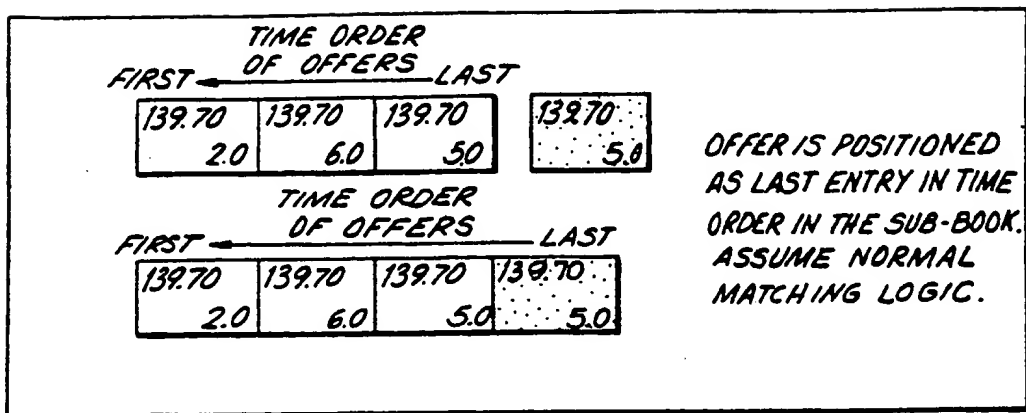 TIME ORDER
OF OFFERS
FIRST LAST
139.70 139.70 139.70 139.70
2.0 6.0 5.0 5.0
OFFER IS POSITIONED
AS LAST ENTRY IN TIME
ORDER IN THE SUB-BOOK.
ASSUME NORMAL
MATCHING LOGIC.
TIME ORDER
OF OFFERS
FIRST LAST
139.70 139.70 139.70 139.70
2.0 6.0 5.0 5.0